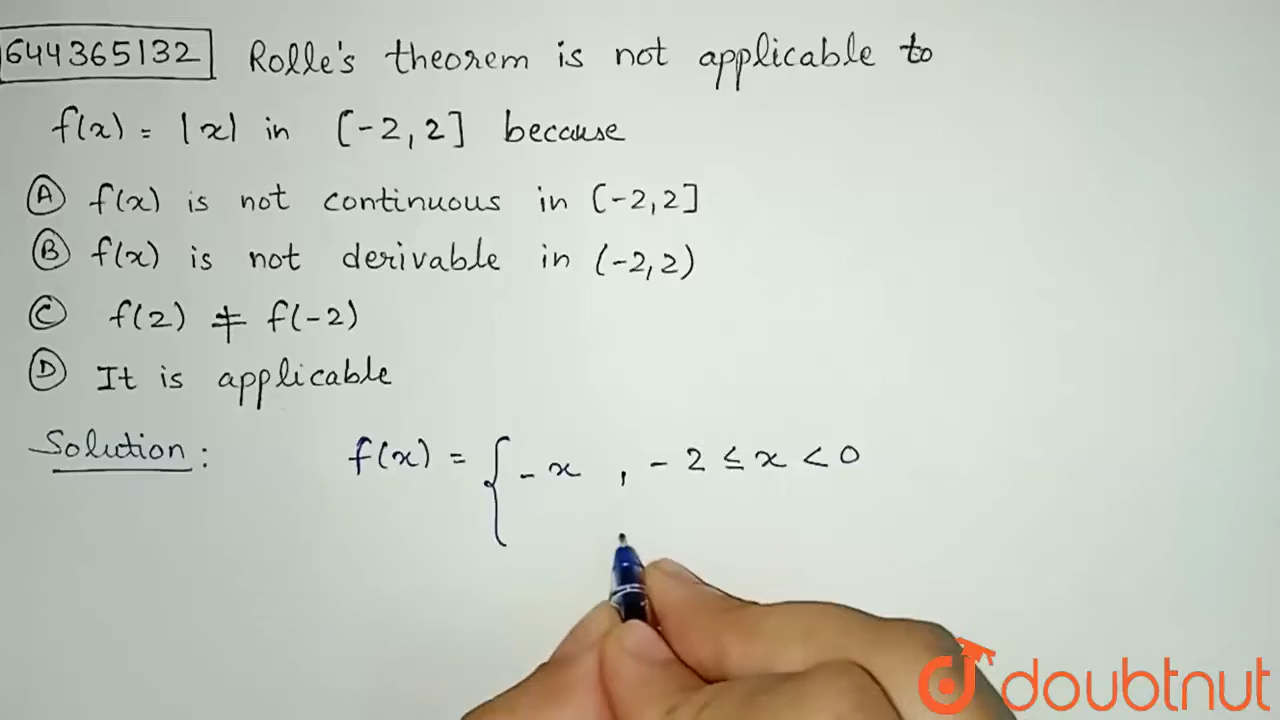 644365132 Rolle's theorem is not applicable to
f(x) = |x| in [-2, 2] because
(A) f(x) is not continuous in [-2, 2]
(B) f(x) is not derivable in (-2, 2)
(C) f(2) ≠ f(-2)
(D) It is applicable
Solution : f(x) = { -x , -2 ≤ x < 0
doubtnut